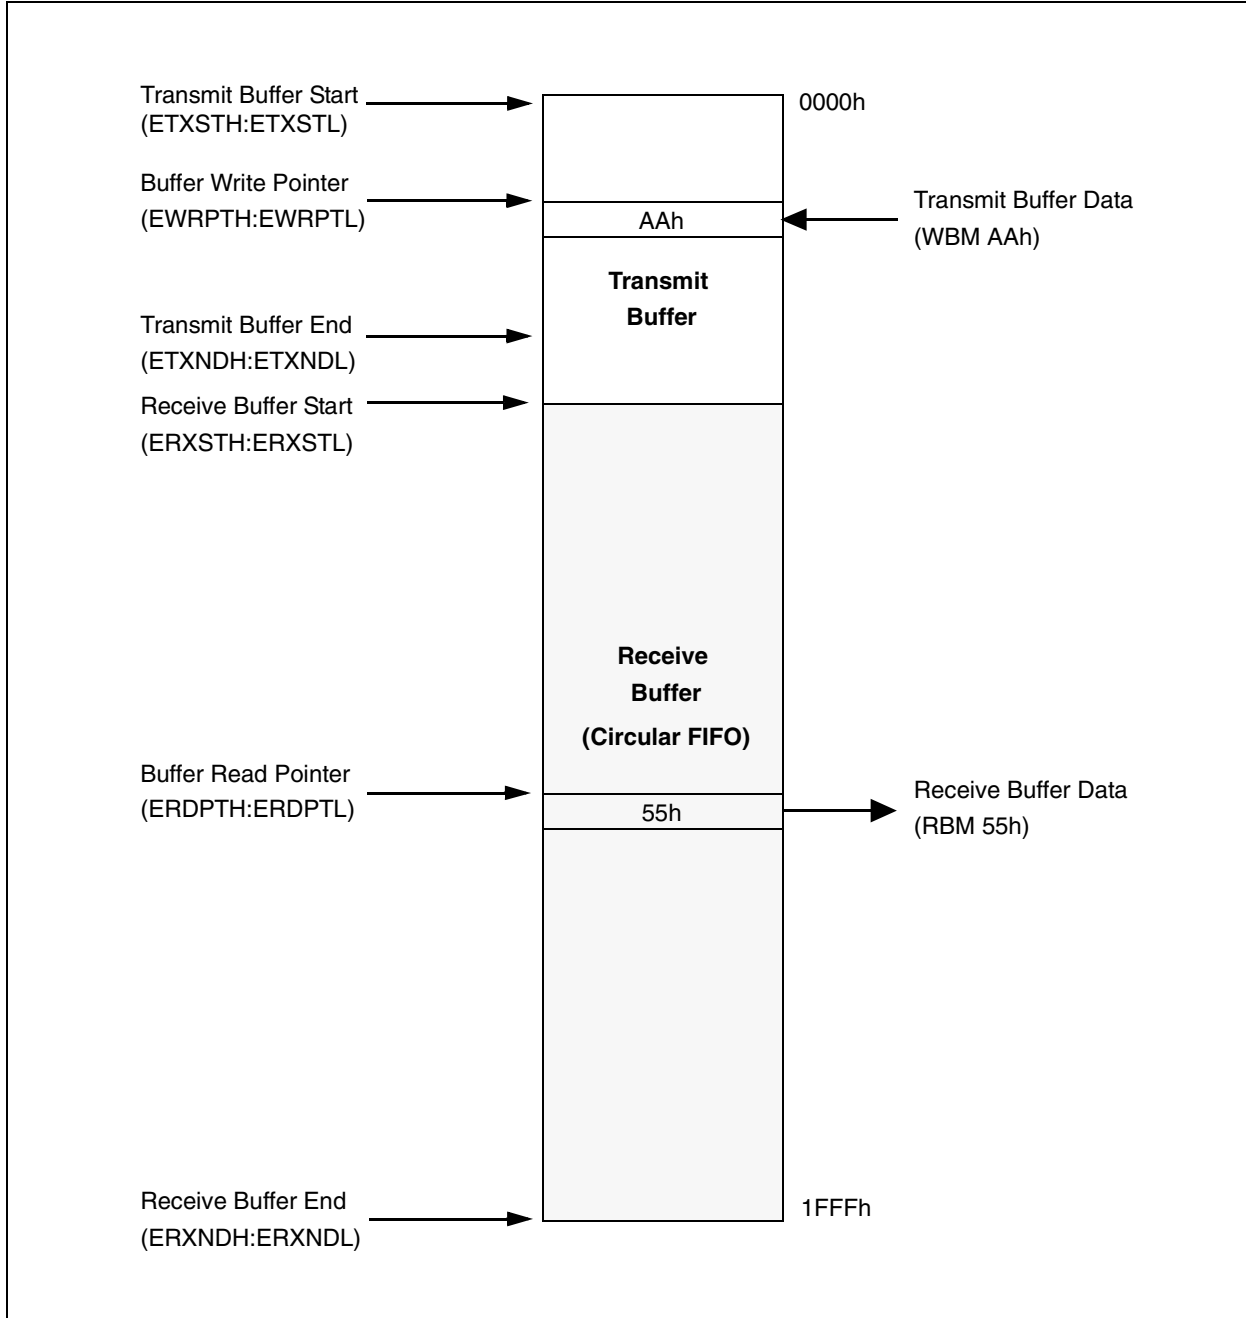 Transmit Buffer Start
(ETXSTH:ETXSTL)
0000h
Buffer Write Pointer
(EWRPTH:EWRPTL)
AAh
Transmit Buffer Data
(WBM AAh)
Transmit
Buffer
Transmit Buffer End
(ETXNDH:ETXNDL)
Receive Buffer Start
(ERXSTH:ERXSTL)
Receive
Buffer
(Circular FIFO)
Buffer Read Pointer
(ERDPTH:ERDPTL)
55h
Receive Buffer Data
(RBM 55h)
Receive Buffer End
(ERXNDH:ERXNDL)
1FFFh